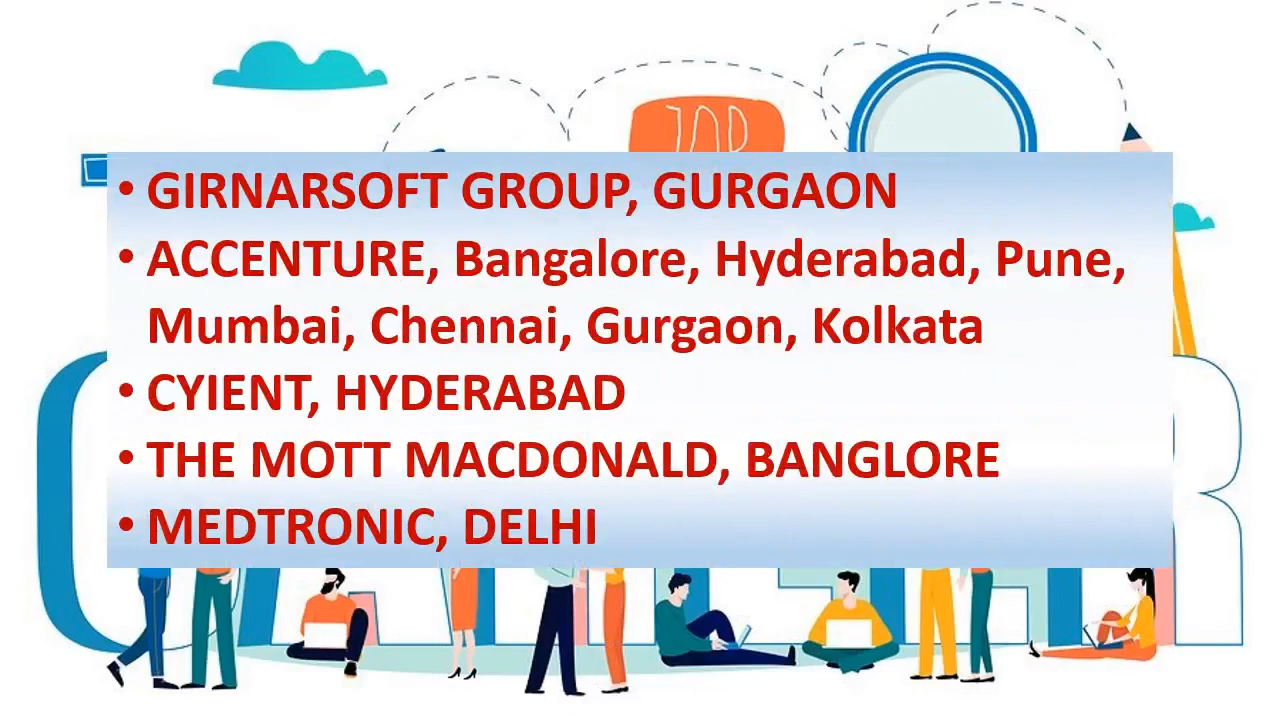 JOB
• GIRNARSOFT GROUP, GURGAON
• ACCENTURE, Bangalore, Hyderabad, Pune,
Mumbai, Chennai, Gurgaon, Kolkata
• CYIENT, HYDERABAD
• THE MOTT MACDONALD, BANGLORE
• MEDTRONIC, DELHI